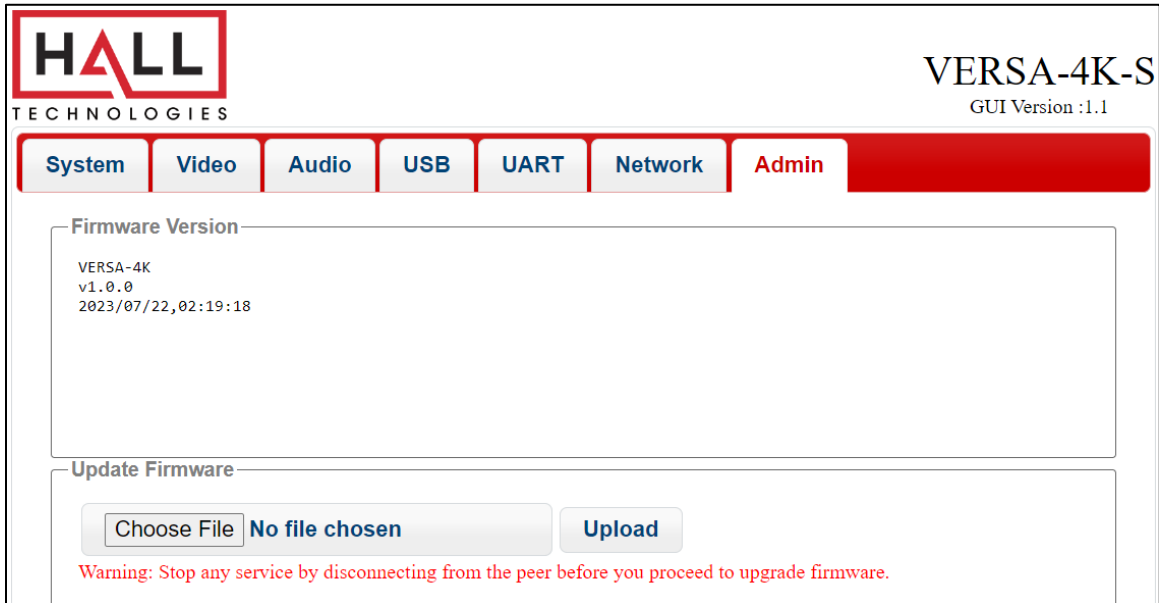 HALL
TECHNOLOGIES
VERSA-4K-S
GUI Version :1.1
System Video Audio USB UART Network Admin
Firmware Version
VERSA-4K
v1.0.0
2023/07/22,02:19:18
Update Firmware
Choose File No file chosen Upload
Warning: Stop any service by disconnecting from the peer before you proceed to upgrade firmware.